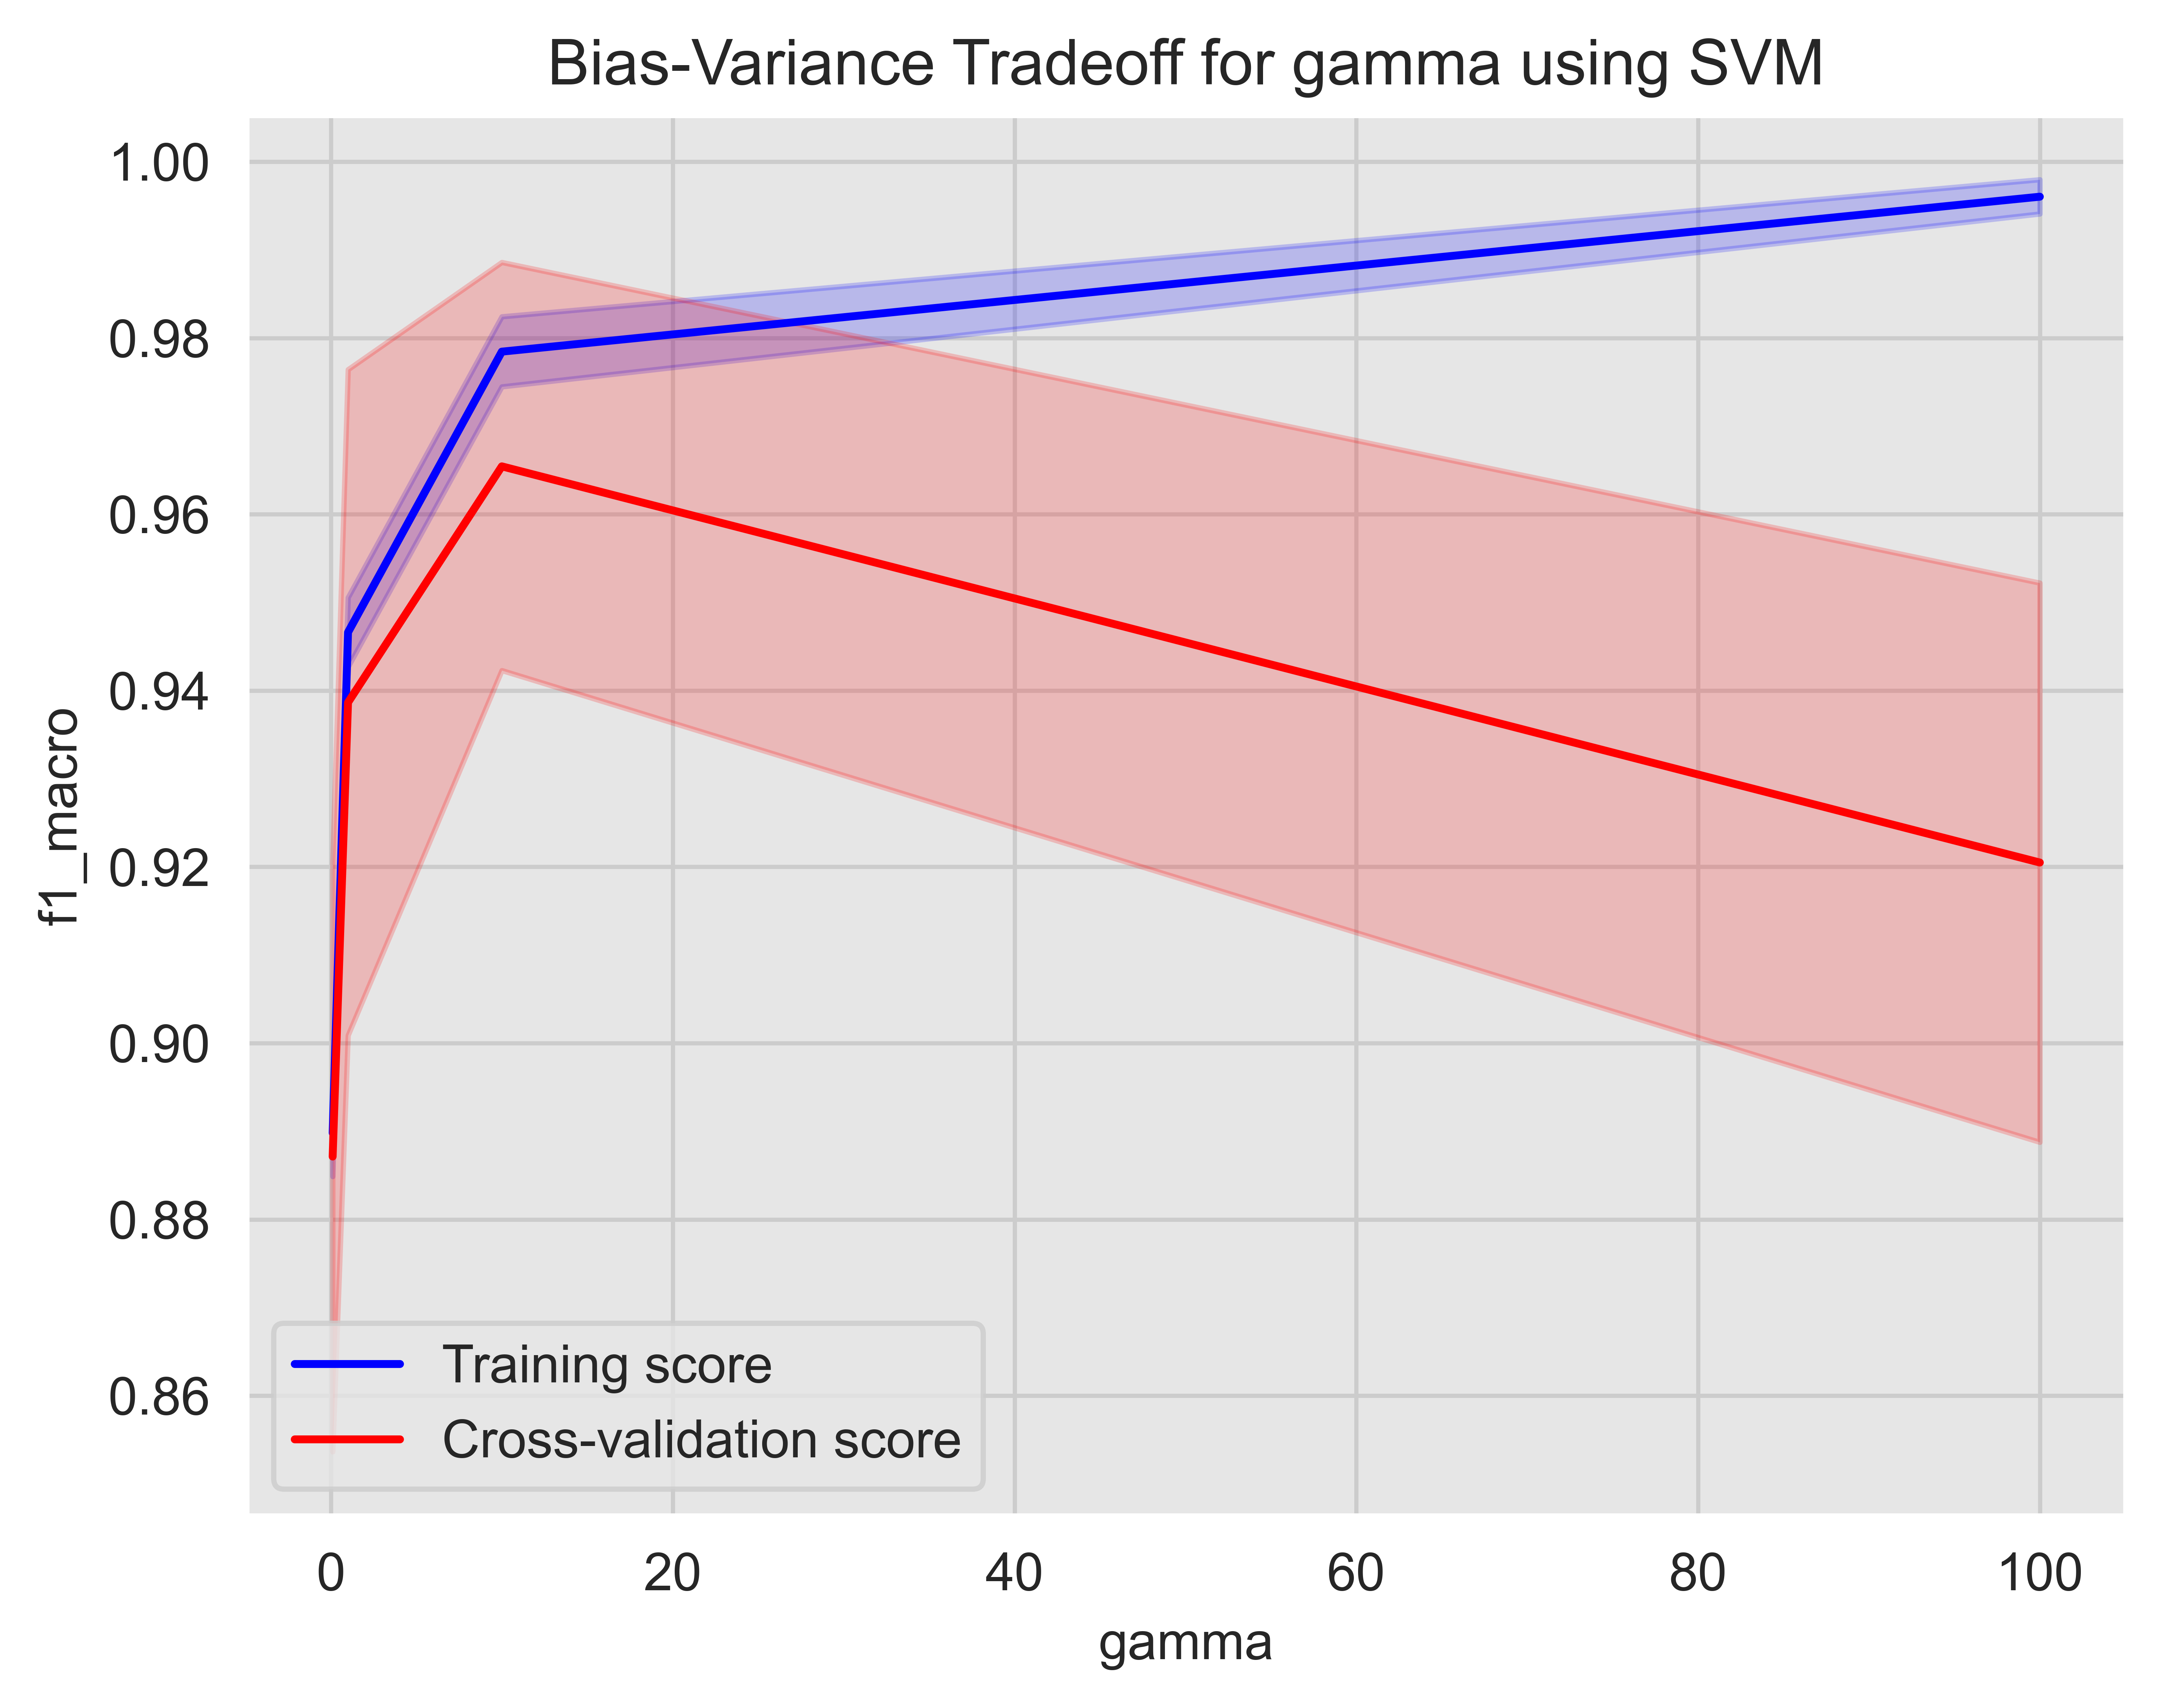 Bias-Variance Tradeoff for gamma using SVM
1.00
0.98
0.96
0.94
0.92
0.90
0.88
0.86
f1_macro
Training score
Cross-validation score
0 20 40 60 80 100
gamma